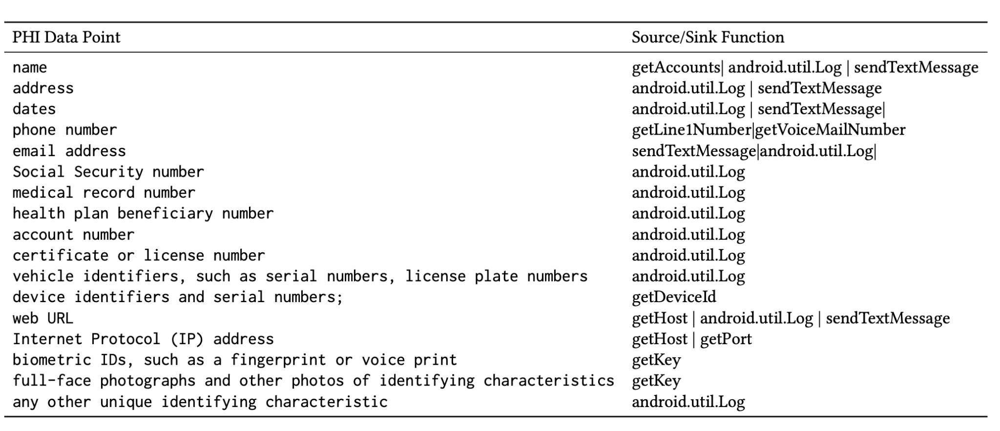 PHI Data Point Source/Sink Function
name getAccounts| android.util.Log | sendTextMessage
address android.util.Log | sendTextMessage
dates android.util.Log | sendTextMessage|
phone number getLine1Number|getVoiceMailNumber
email address sendTextMessage|android.util.Log|
Social Security number android.util.Log
medical record number android.util.Log
health plan beneficiary number android.util.Log
account number android.util.Log
certificate or license number android.util.Log
vehicle identifiers, such as serial numbers, license plate numbers android.util.Log
device identifiers and serial numbers; getDeviceId
web URL getHost | android.util.Log | sendTextMessage
Internet Protocol (IP) address getHost | getPort
biometric IDs, such as a fingerprint or voice print getKey
full-face photographs and other photos of identifying characteristics getKey
any other unique identifying characteristic android.util.Log